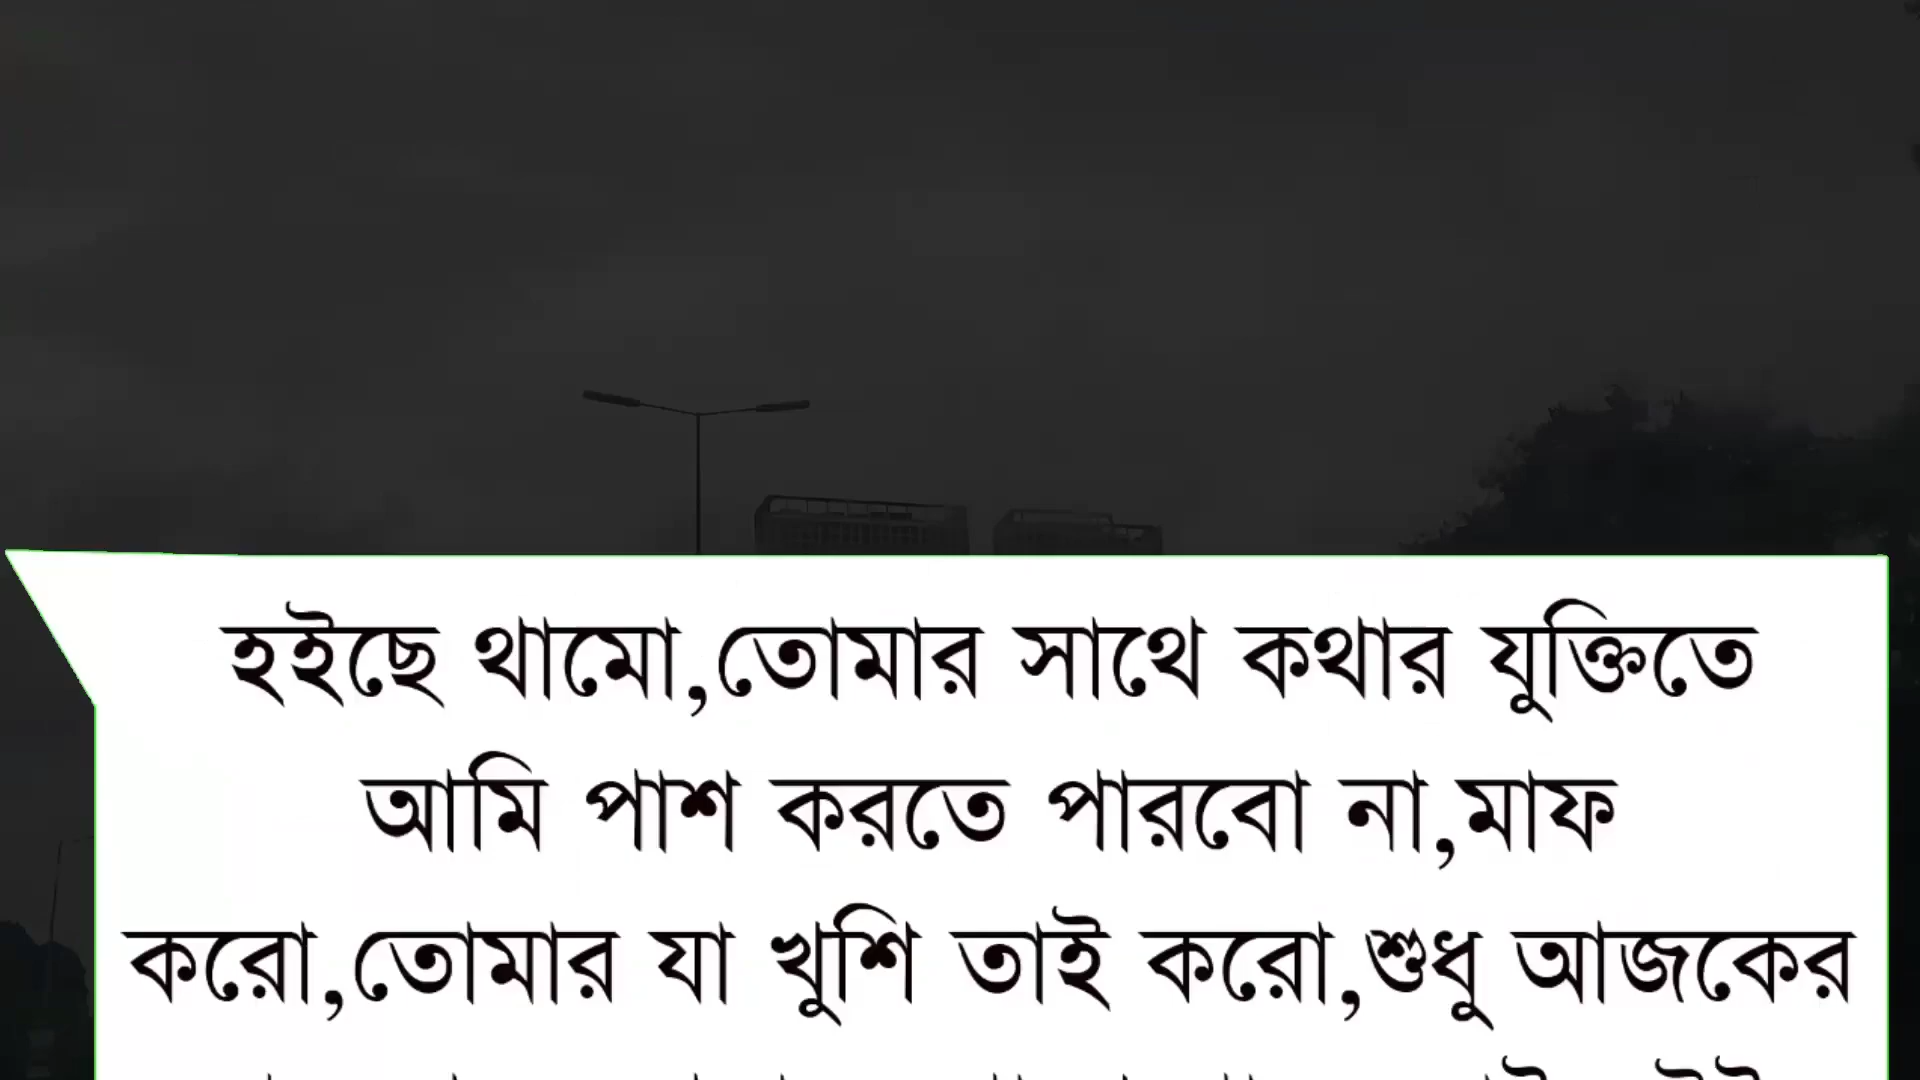 হইছে থামো,তোমার সাথে কথার যুক্তিতে
আমি পাশ করতে পারবো না,মাফ
করো,তোমার যা খুশি তাই করো,শুধু আজকের